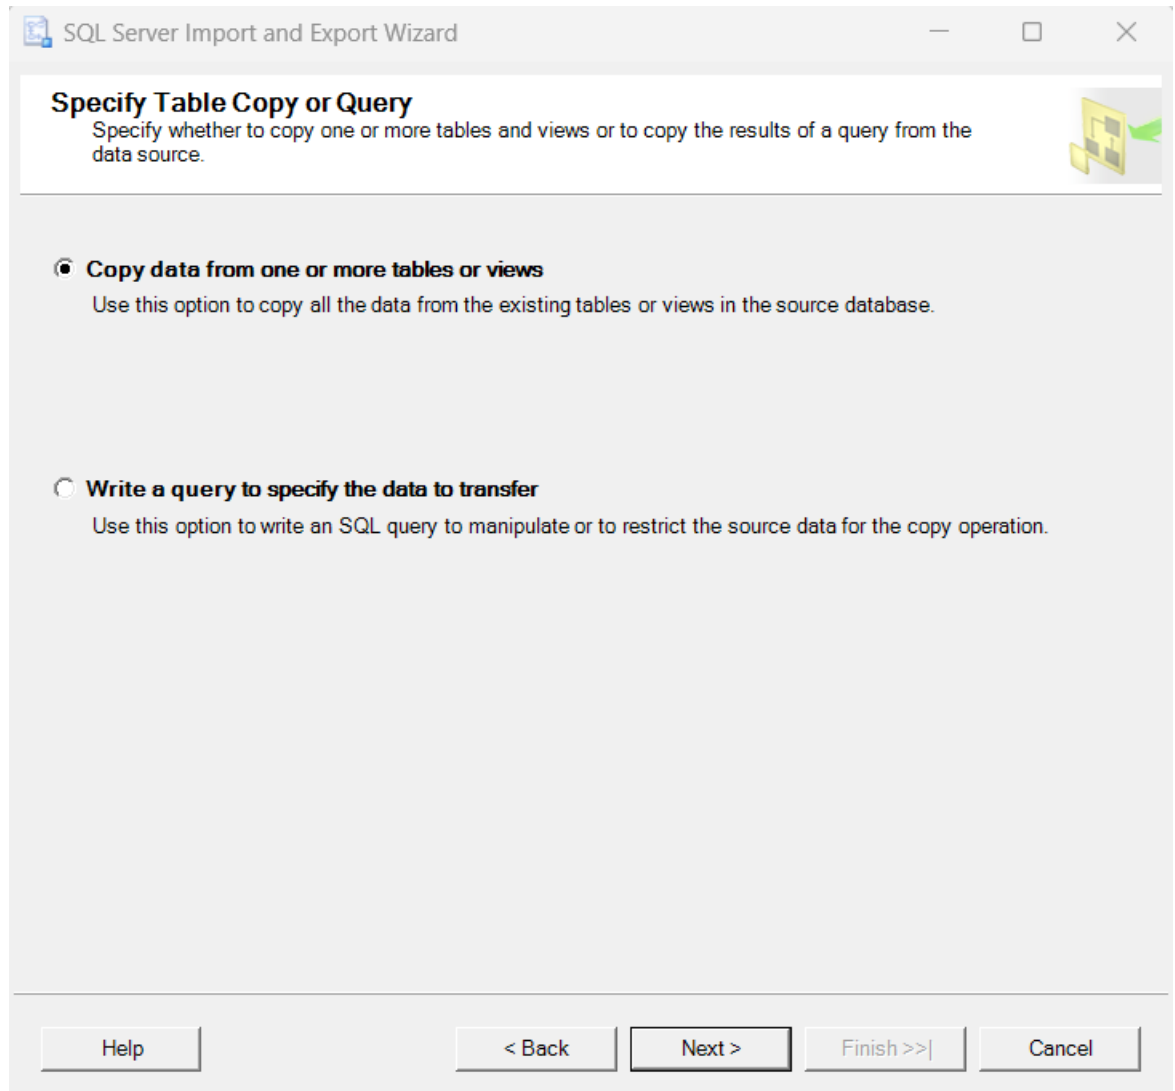 SQL Server Import and Export Wizard
Specify Table Copy or Query
Specify whether to copy one or more tables and views or to copy the results of a query from the
data source.
Copy data from one or more tables or views
Use this option to copy all the data from the existing tables or views in the source database.
Write a query to specify the data to transfer
Use this option to write an SQL query to manipulate or to restrict the source data for the copy operation.
Help
< Back
Next >
Finish >>|
Cancel